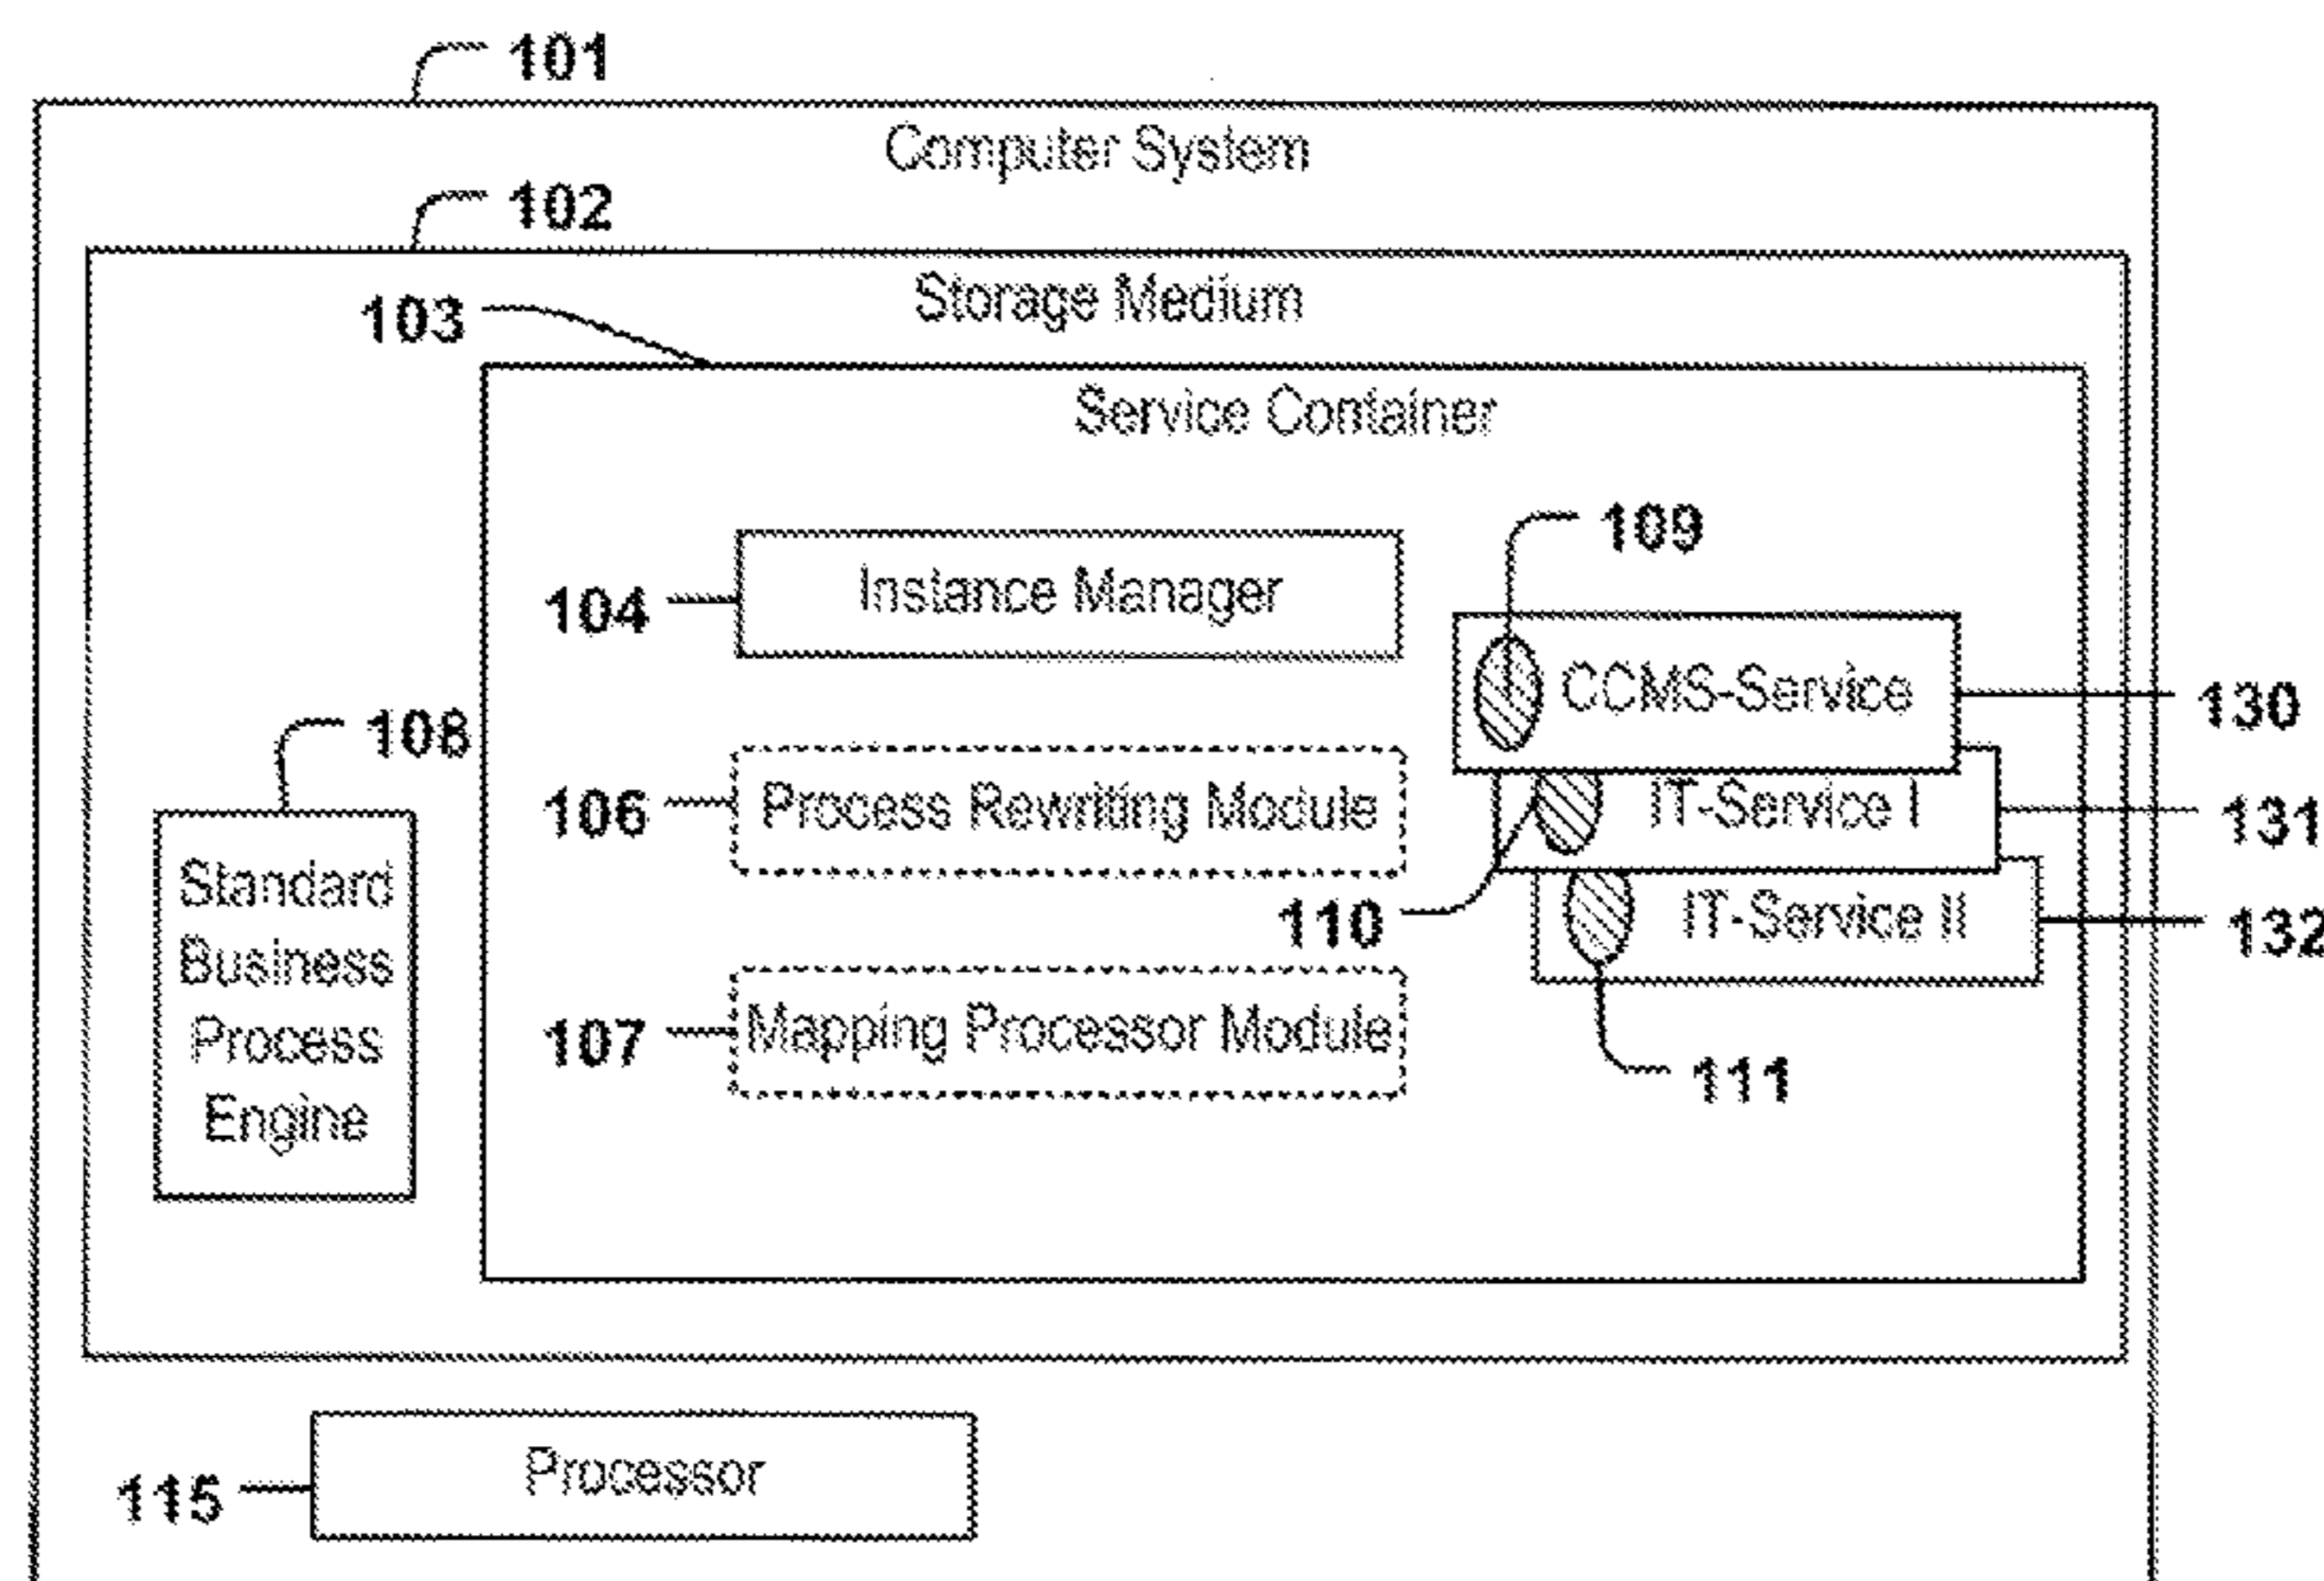 101
Computer System
102
Storage Medium
103
Service Container
109
104
Instance Manager
CCMS-Service
130
108
106
Process Rewriting Module
IT-Service I
131
Standard
Business
Process
Engine
110
IT-Service II
132
107
Mapping Processor Module
111
115
Processor